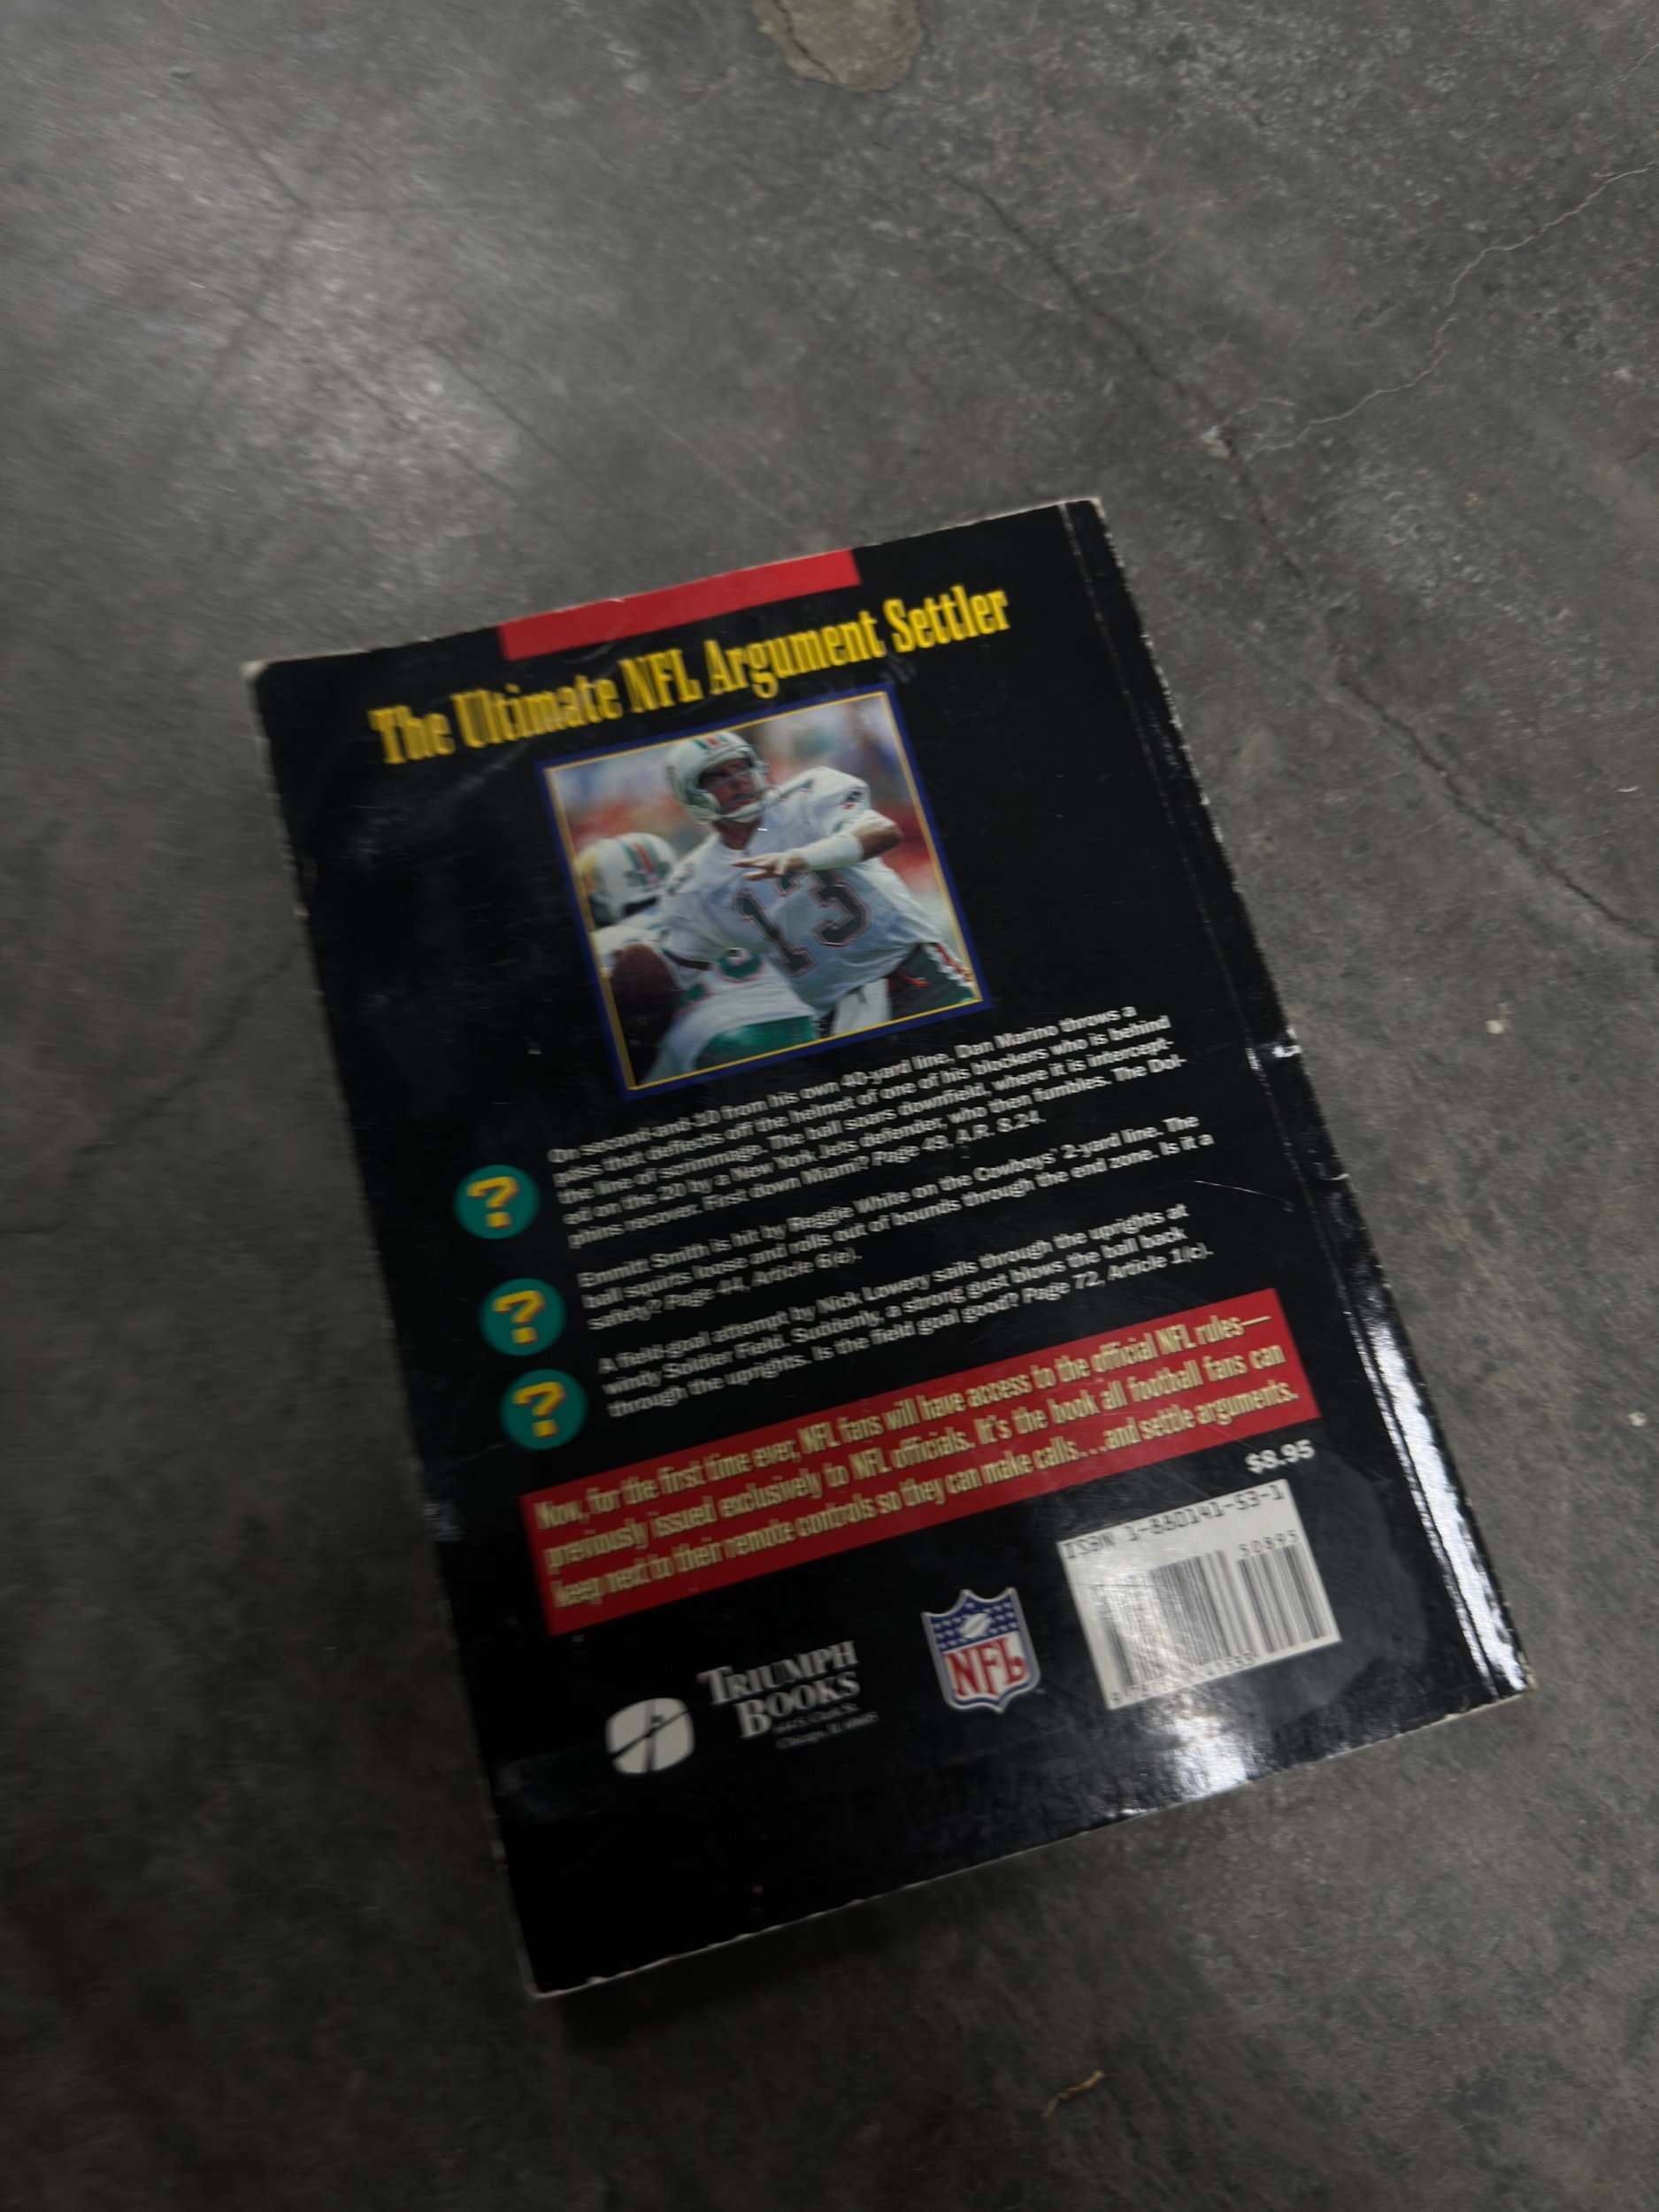 The Ultimate NFL Argument Settler
13
On second-and-10 from his own 40-yard line, Dan Marino throws a
pass that deflects off the helmet of one of his blockers who is behind
the line of scrimmage. The ball soars downfield, where it is intercept-
ed on the 20 by a New York Jets defender, who then fumbles. The Dol-
phins recover. First down Miami? Page 49, A.R. 8.24.
?
Emmitt Smith is hit by Reggie White on the Cowboys' 2-yard line. The
ball squirts loose and rolls out of bounds through the end zone. Is it a
safety? Page 44, Article 6(e).
?
A field-goal attempt by Nick Lowery sails through the uprights at
windy Soldier Field. Suddenly, a strong gust blows the ball back
through the uprights. Is the field goal good? Page 72, Article 1(c).
?
Now, for the first time ever, NFL fans will have access to the official NFL rules—
previously issued exclusively to NFL officials. It's the book all football fans can
keep next to their remote controls so they can make calls...and settle arguments.
$8.95
ISBN 1-880141-53-1
50895
TRIUMPH
BOOKS
Chicago, IL
NFL